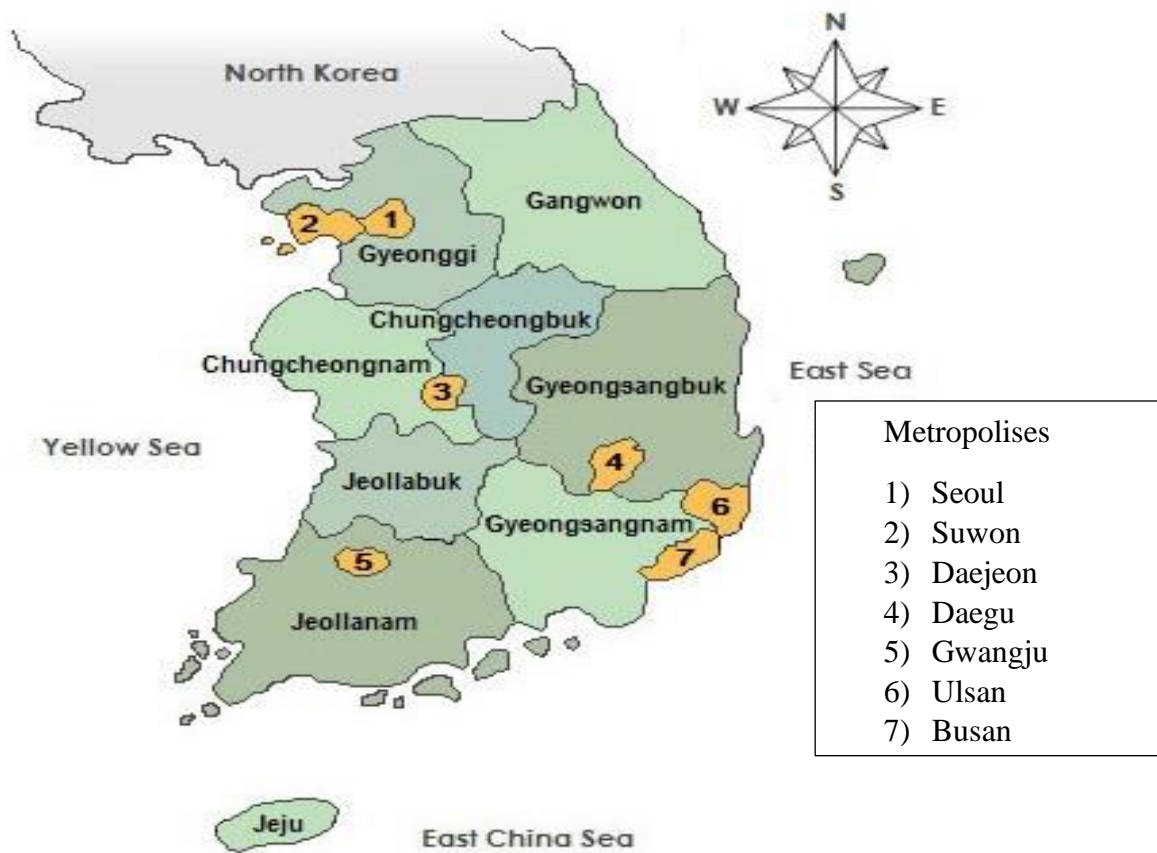 N
North Korea
W
E
S
Gangwon
2
1
Gyeonggi
Chungcheongbuk
Chungcheongnam
Gyeongsangbuk
East Sea
3
Yellow Sea
4
Jeollabuk
6
Gyeongsangnam
7
5
Jeollanam
Jeju
East China Sea
Metropolises
1) Seoul
2) Suwon
3) Daejeon
4) Daegu
5) Gwangju
6) Ulsan
7) Busan